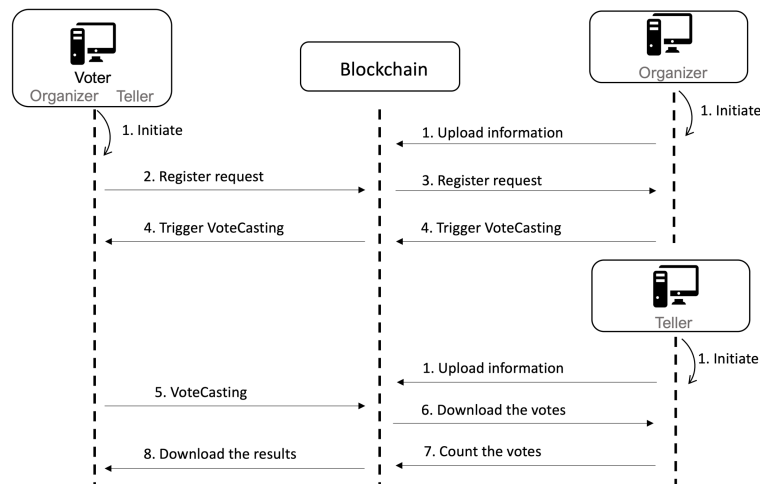 Voter
Organizer Teller
Blockchain
Organizer
1. Initiate
1. Initiate
1. Upload information
2. Register request
3. Register request
4. Trigger VoteCasting
4. Trigger VoteCasting
Teller
1. Initiate
1. Upload information
5. VoteCasting
6. Download the votes
8. Download the results
7. Count the votes